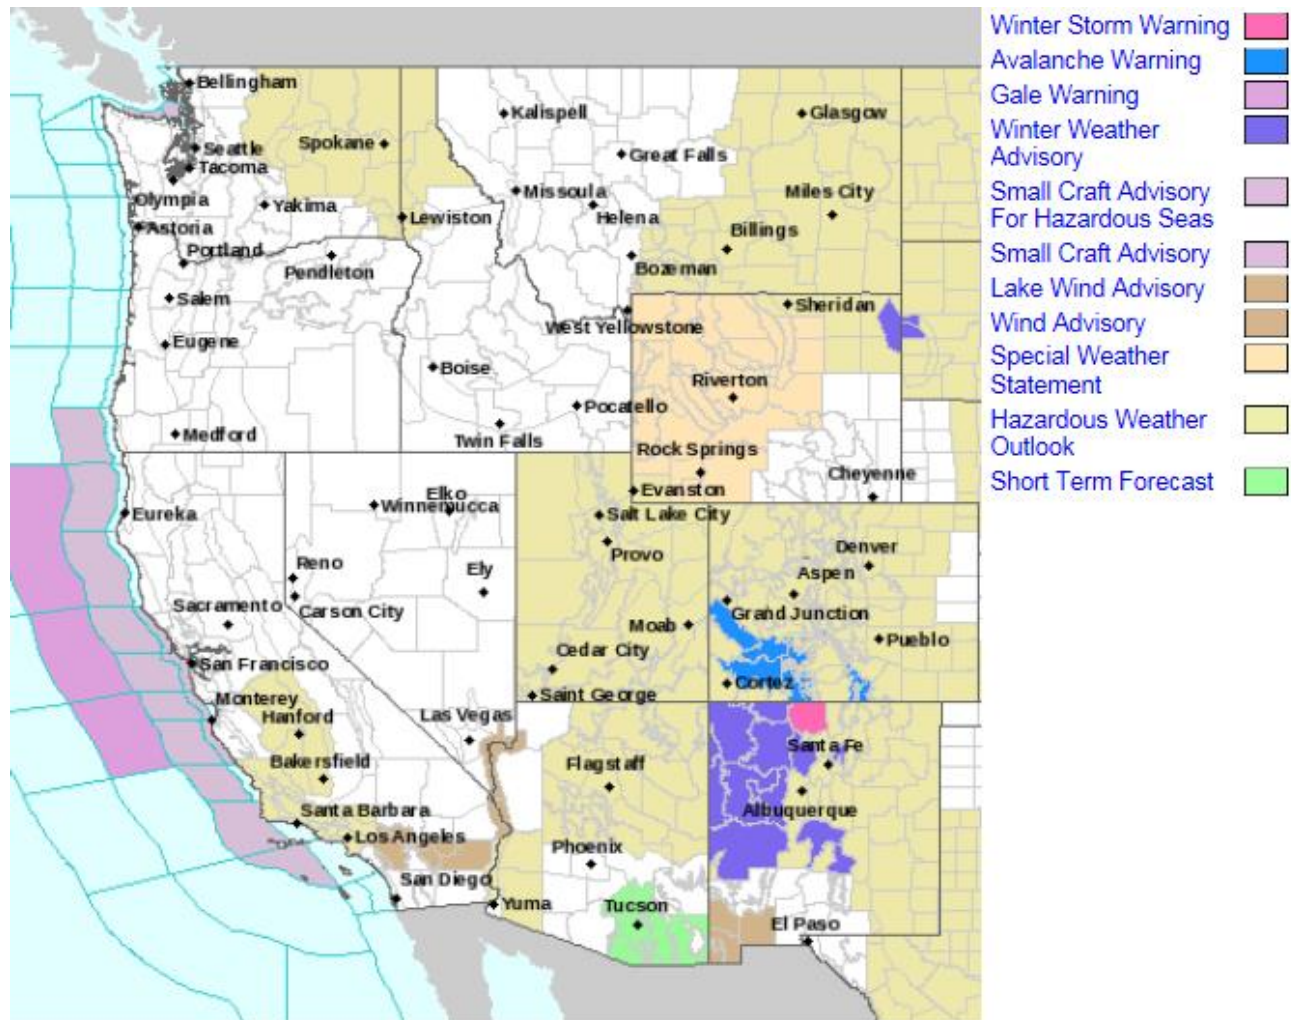 Bellingham
Seattle
Tacoma
Olympia
Yakima
Astoria
Portland
Pendleton
Salem
Eugene
Medford
Spokane
Lewiston
Kalispell
Great Falls
Missoula
Helena
Glasgow
Miles City
Billings
Bozeman
West Yellowstone
Sheridan
Boise
Pocatello
Twin Falls
Riverton
Rock Springs
Evanston
Cheyenne
Eureka
Elko
Winnemucca
Reno
Carson City
Ely
Sacramento
San Francisco
Monterey
Hanford
Bakersfield
Las Vegas
Santa Barbara
Los Angeles
San Diego
Salt Lake City
Provo
Moab
Cedar City
Saint George
Denver
Aspen
Grand Junction
Pueblo
Cortez
Flagstaff
Phoenix
Yuma
Tucson
Santa Fe
Albuquerque
El Paso
Winter Storm Warning
Avalanche Warning
Gale Warning
Winter Weather
Advisory
Small Craft Advisory
For Hazardous Seas
Small Craft Advisory
Lake Wind Advisory
Wind Advisory
Special Weather
Statement
Hazardous Weather
Outlook
Short Term Forecast